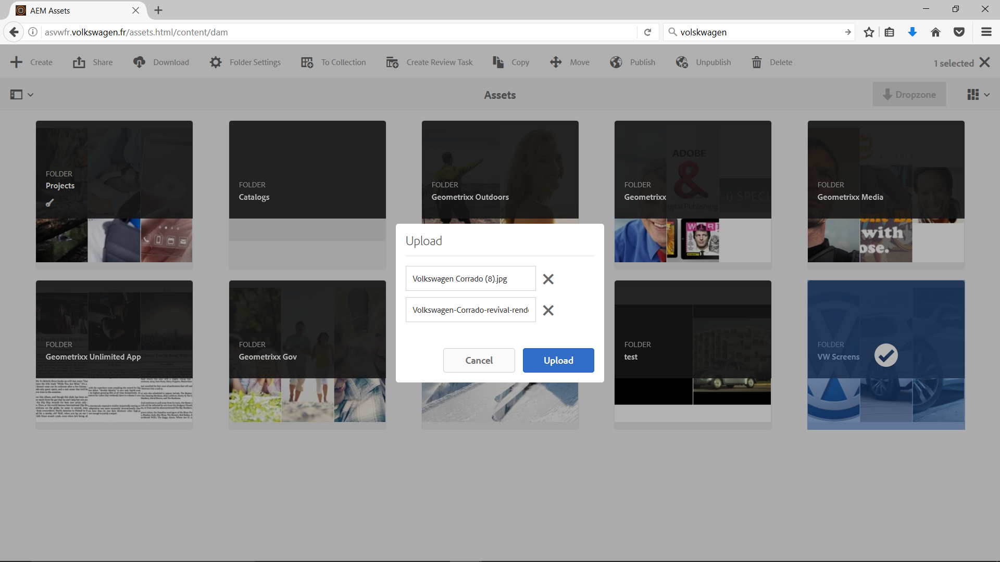 AEM Assets
asvwfr.volkswagen.fr/assets.html/content/dam
volskwagen
Create
Share
Download
Folder Settings
To Collection
Create Review Task
Copy
Move
Publish
Unpublish
Delete
1 selected
Assets
Dropzone
FOLDER
Projects
FOLDER
Catalogs
FOLDER
Geometrixx Outdoors
ADOBE
&
igital Publishing
2.0 SPECI
FOLDER
Geometrixx
WIR
FOLDER
Geometrixx Media
with
ose.
Upload
Volkswagen Corrado (8).jpg
Volkswagen-Corrado-revival-rend
Cancel
Upload
FOLDER
Geometrixx Unlimited App
FOLDER
Geometrixx Gov
FOLDER
test
FOLDER
VW Screens